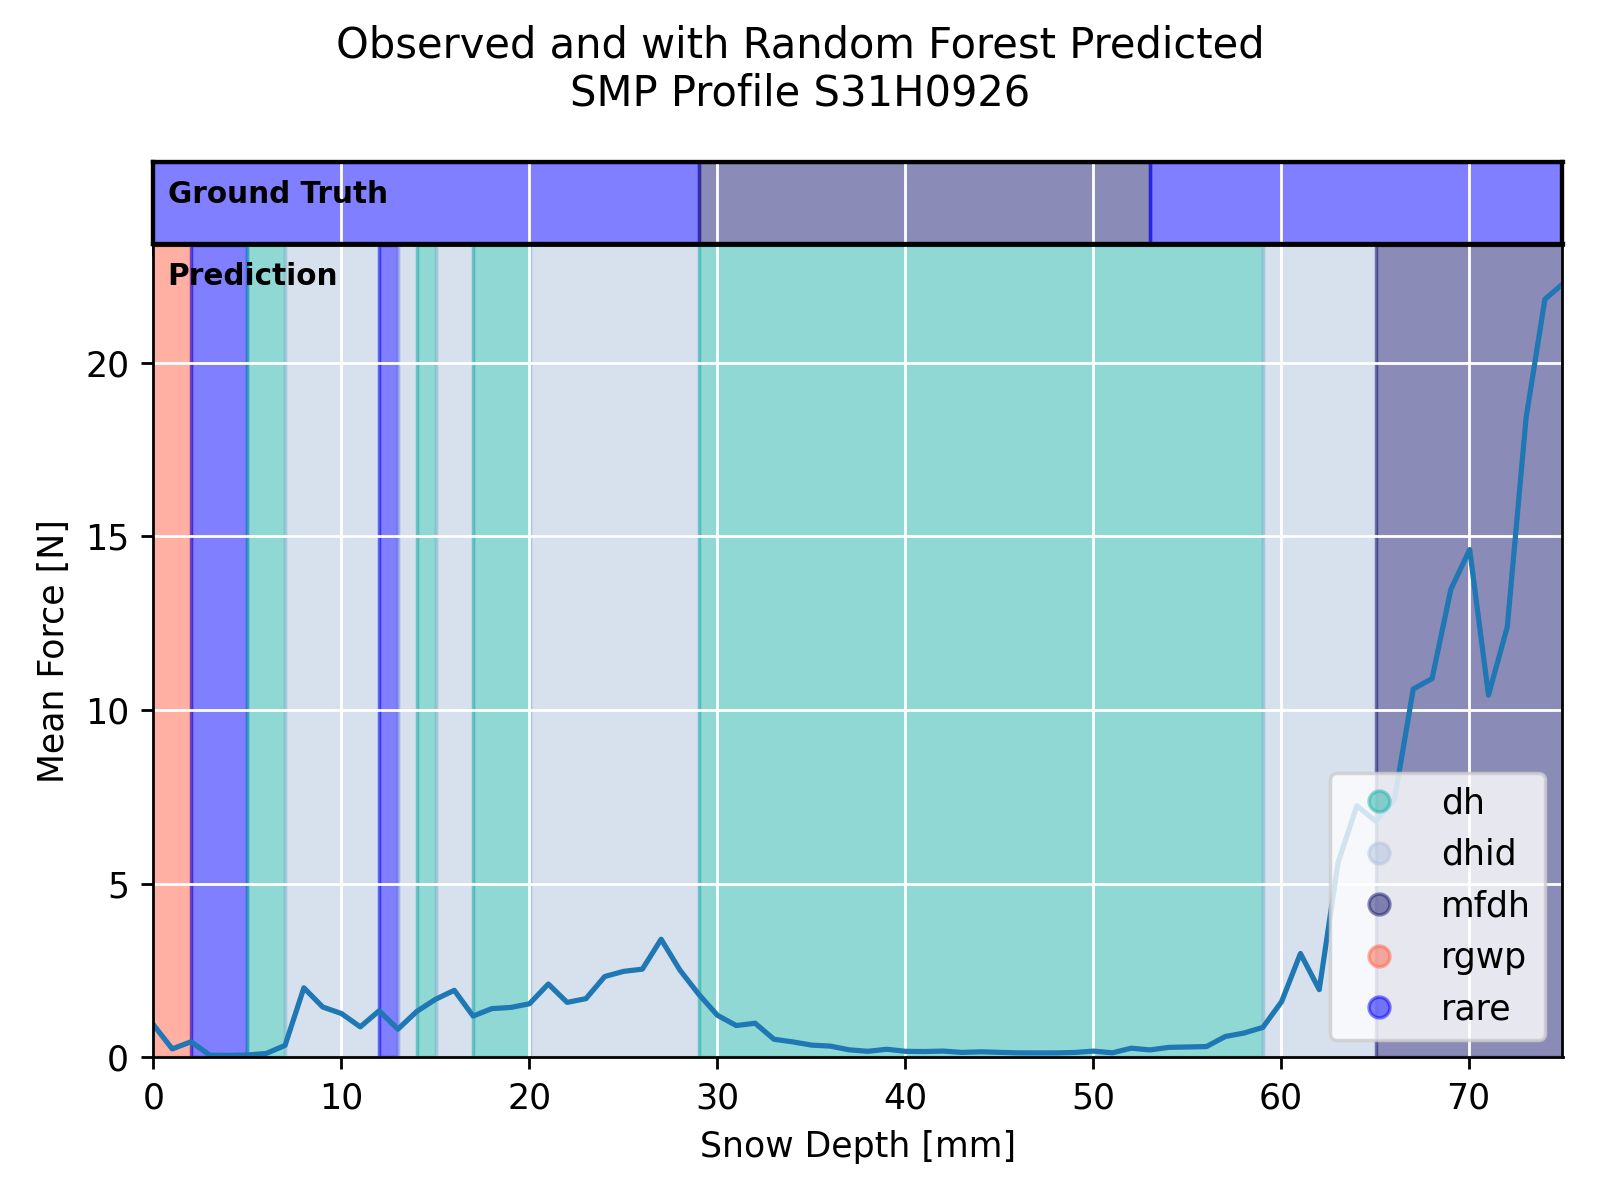 Observed and with Random Forest Predicted
SMP Profile S31H0926
Ground Truth
Prediction
20
15
10
5
0
Mean Force [N]
dh
dhid
mfdh
rgwp
rare
0 10 20 30 40 50 60 70
Snow Depth [mm]